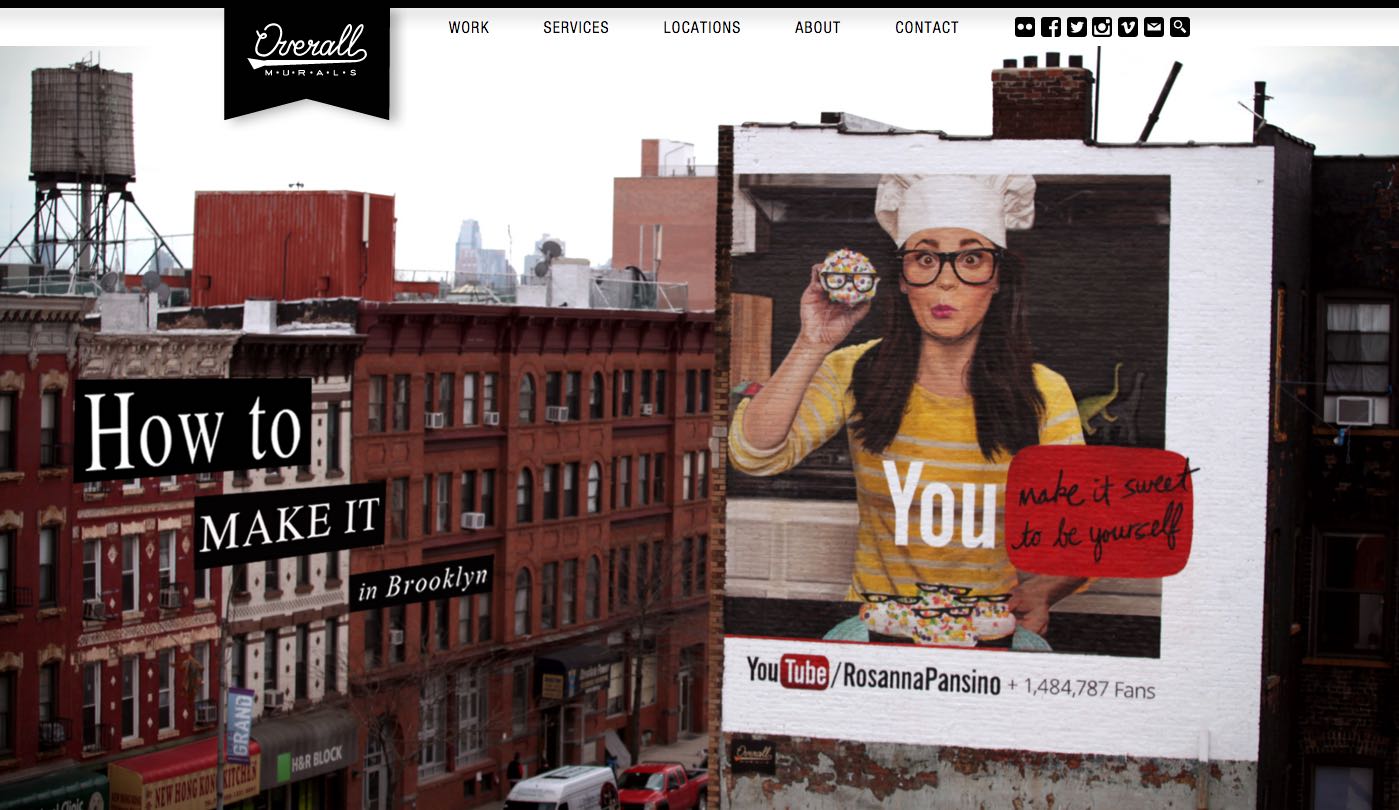 Overall
M·U·R·A·L·S
WORK
SERVICES
LOCATIONS
ABOUT
CONTACT
How to
MAKE IT
in Brooklyn
You
make it sweet
to be yourself
YouTube/RosannaPansino + 1,484,787 Fans
Overall
GRAND
H&R BLOCK
NEW HONG KONG KITCHEN
Clinic